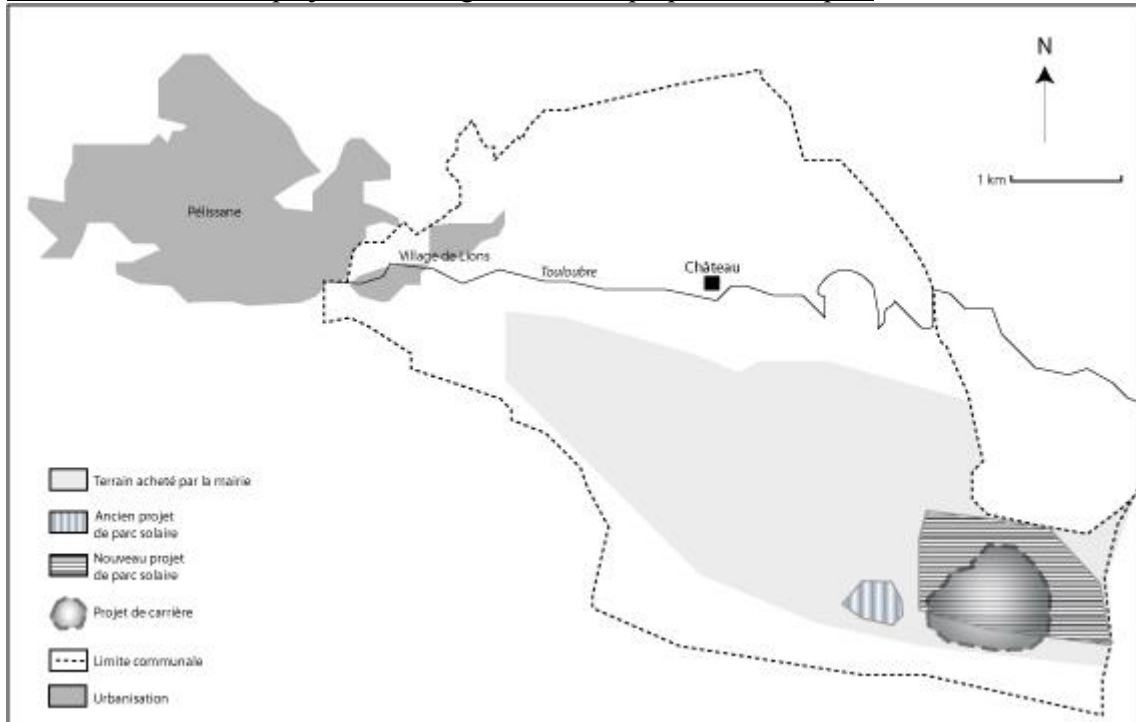 N
1 km
Pélissane
Village de Lions
Touloubre
Château
Terrain acheté par la mairie
Ancien projet
de parc solaire
Nouveau projet
de parc solaire
Projet de carrière
Limite communale
Urbanisation